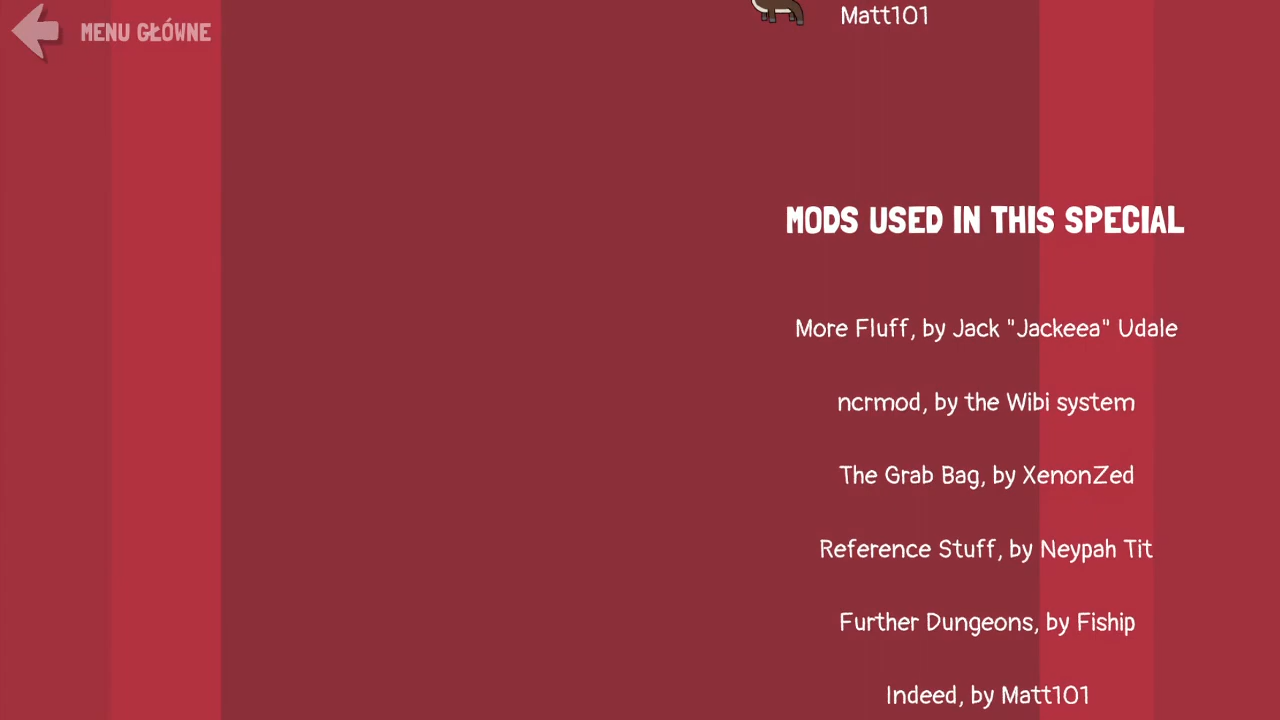 MENU GŁÓWNE
Matt101
MODS USED IN THIS SPECIAL
More Fluff, by Jack "Jackeea" Udale
ncrmod, by the Wibi system
The Grab Bag, by XenonZed
Reference Stuff, by Neypah Tit
Further Dungeons, by Fiship
Indeed, by Matt101